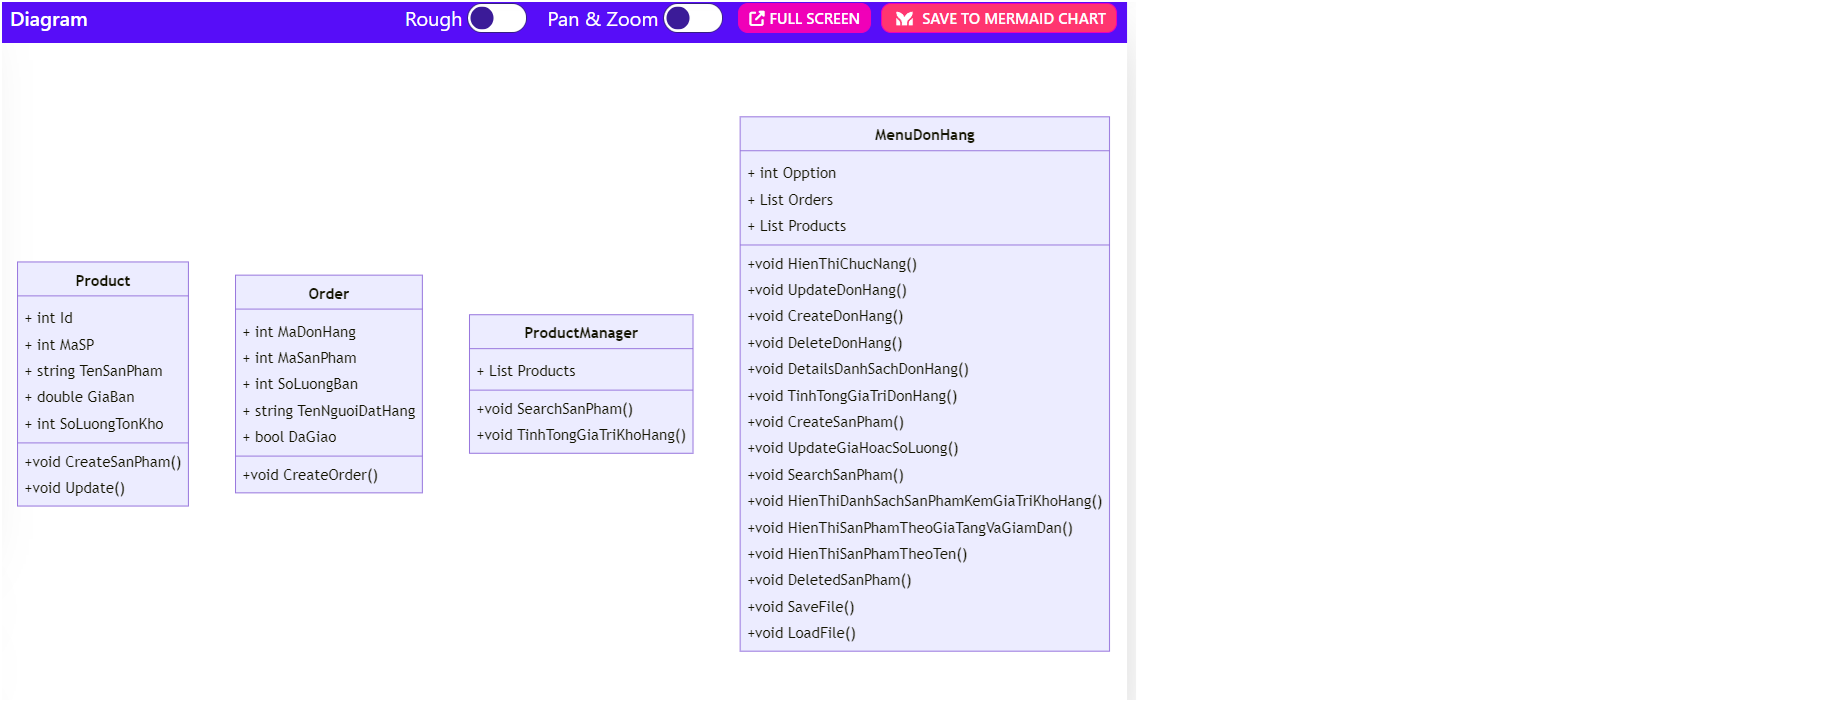 Diagram
Rough
Pan & Zoom
FULL SCREEN
SAVE TO MERMAID CHART
Product
+ int Id
+ int MaSP
+ string TenSanPham
+ double GiaBan
+ int SoLuongTonKho
+void CreateSanPham()
+void Update()
Order
+ int MaDonHang
+ int MaSanPham
+ int SoLuongBan
+ string TenNguoiDatHang
+ bool DaGiao
+void CreateOrder()
ProductManager
+ List Products
+void SearchSanPham()
+void TinhTongGiaTriKhoHang()
MenuDonHang
+ int Opption
+ List Orders
+ List Products
+void HienThiChucNang()
+void UpdateDonHang()
+void CreateDonHang()
+void DeleteDonHang()
+void DetailsDanhSachDonHang()
+void TinhTongGiaTriDonHang()
+void CreateSanPham()
+void UpdateGiaHoacSoLuong()
+void SearchSanPham()
+void HienThiDanhSachSanPhamKemGiaTriKhoHang()
+void HienThiSanPhamTheoGiaTangVaGiamDan()
+void HienThiSanPhamTheoTen()
+void DeletedSanPham()
+void SaveFile()
+void LoadFile()